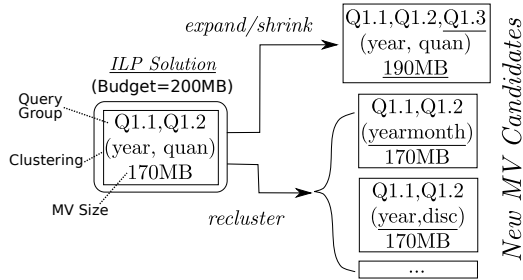 expand/shrink
Q1.1,Q1.2,Q1.3
(year, quan)
190MB
ILP Solution
(Budget=200MB)
Query
Group
Q1.1,Q1.2
Clustering
(year, quan)
170MB
MV Size
recluster
Q1.1,Q1.2
(yearmonth)
170MB
Q1.1,Q1.2
(year,disc)
170MB
...
New MV Candidates